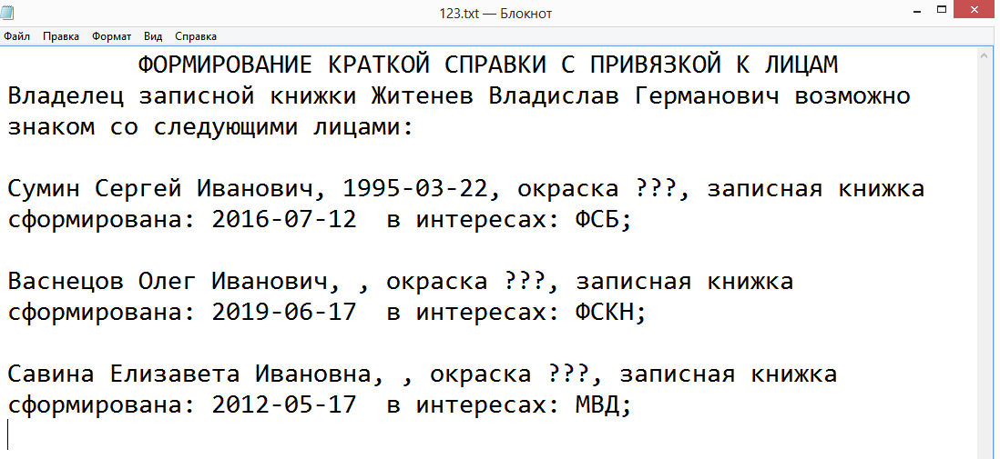 123.txt — Блокнот
Файл Правка Формат Вид Справка
ФОРМИРОВАНИЕ КРАТКОЙ СПРАВКИ С ПРИВЯЗКОЙ К ЛИЦАМ
Владелец записной книжки Житенев Владислав Германович возможно
знаком со следующими лицами:
Сумин Сергей Иванович, 1995-03-22, окраска ???, записная книжка
сформирована: 2016-07-12  в интересах: ФСБ;
Васнецов Олег Иванович, , окраска ???, записная книжка
сформирована: 2019-06-17  в интересах: ФСКН;
Савина Елизавета Ивановна, , окраска ???, записная книжка
сформирована: 2012-05-17  в интересах: МВД;